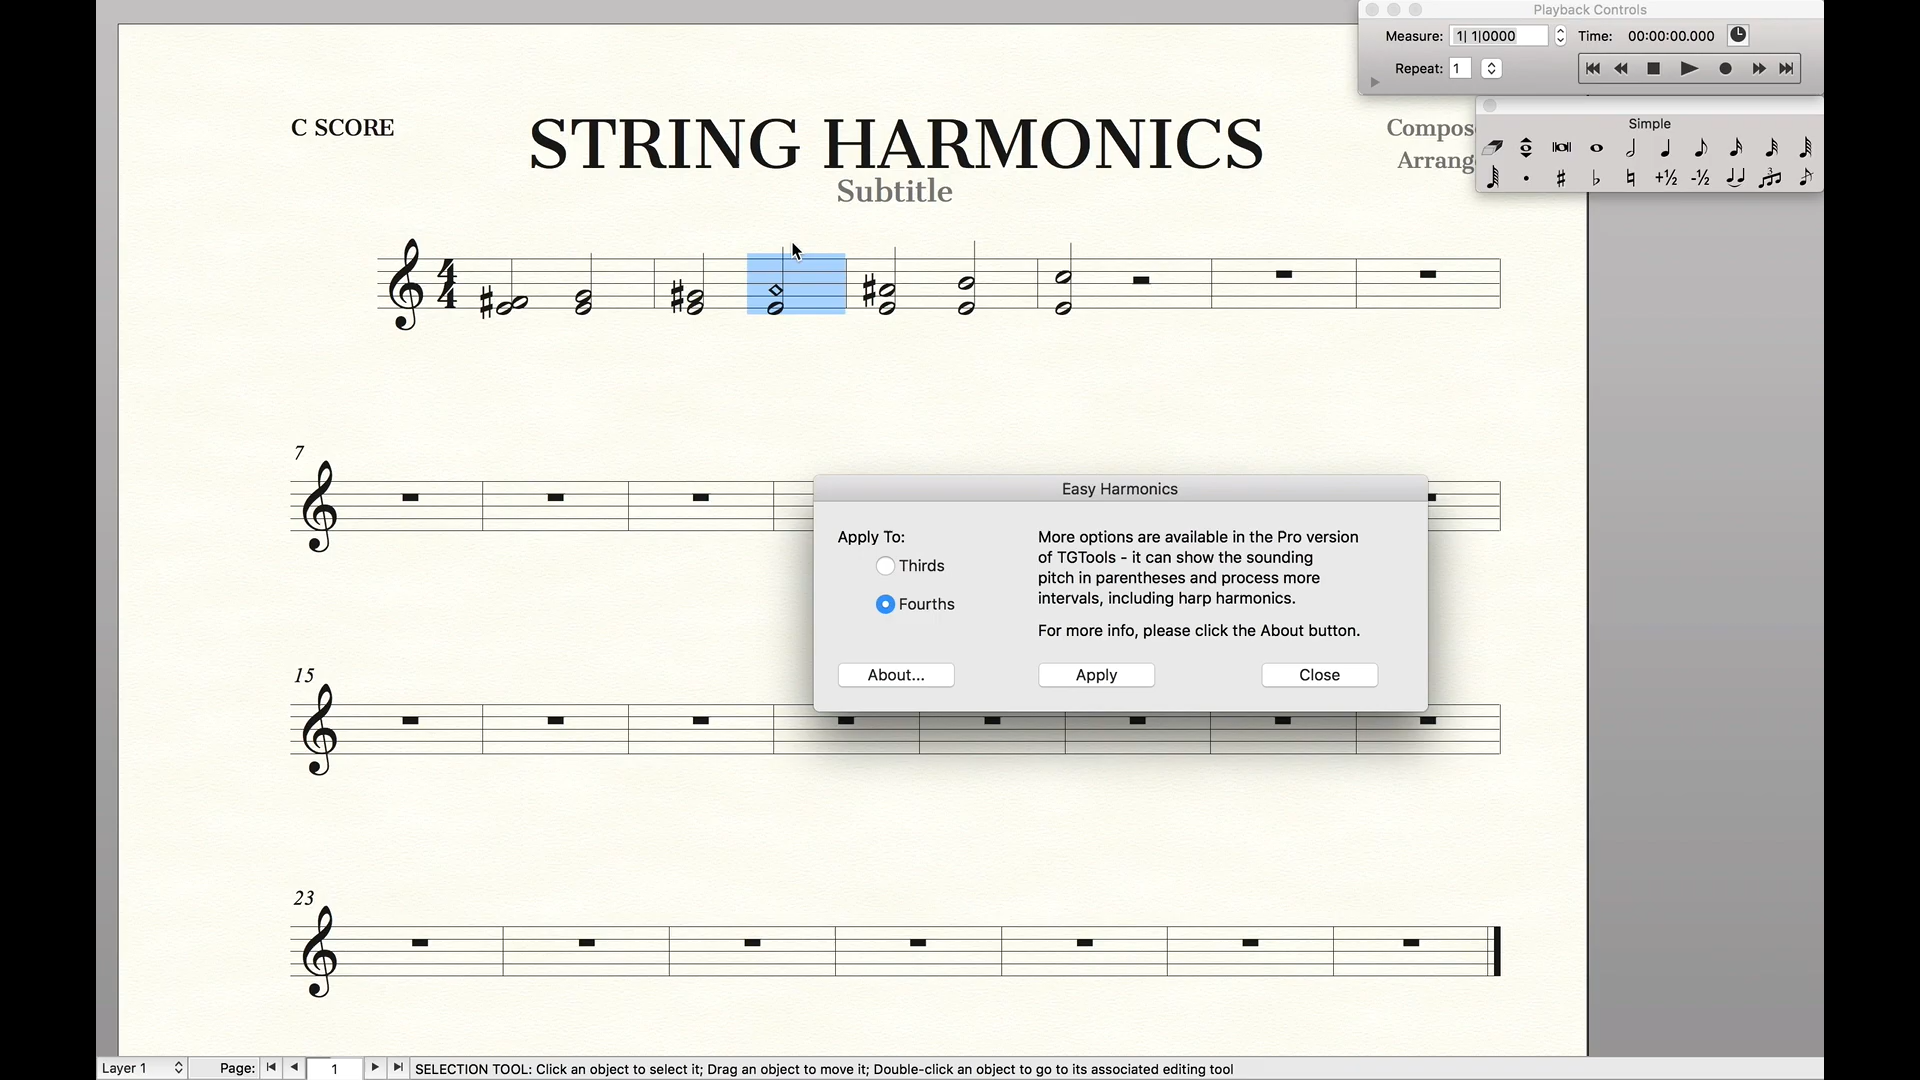 Playback Controls
Measure: 1| 1|0000 Time: 00:00:00.000
Repeat: 1
Simple
+½ -½
C SCORE
STRING HARMONICS
Subtitle
Compos
Arrang
7
Easy Harmonics
Apply To:
Thirds
Fourths
More options are available in the Pro version
of TGTools - it can show the sounding
pitch in parentheses and process more
intervals, including harp harmonics.
For more info, please click the About button.
About... Apply Close
15
23
Layer 1 Page: 1 SELECTION TOOL: Click an object to select it; Drag an object to move it; Double-click an object to go to its associated editing tool